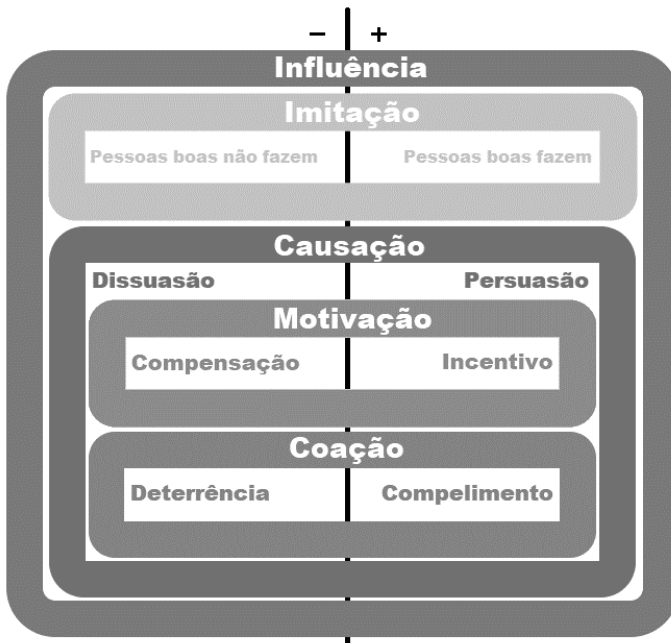 − +
Influência
Imitação
Pessoas boas não fazem Pessoas boas fazem
Causação
Dissuasão Persuasão
Motivação
Compensação Incentivo
Coação
Deterrência Compelimento